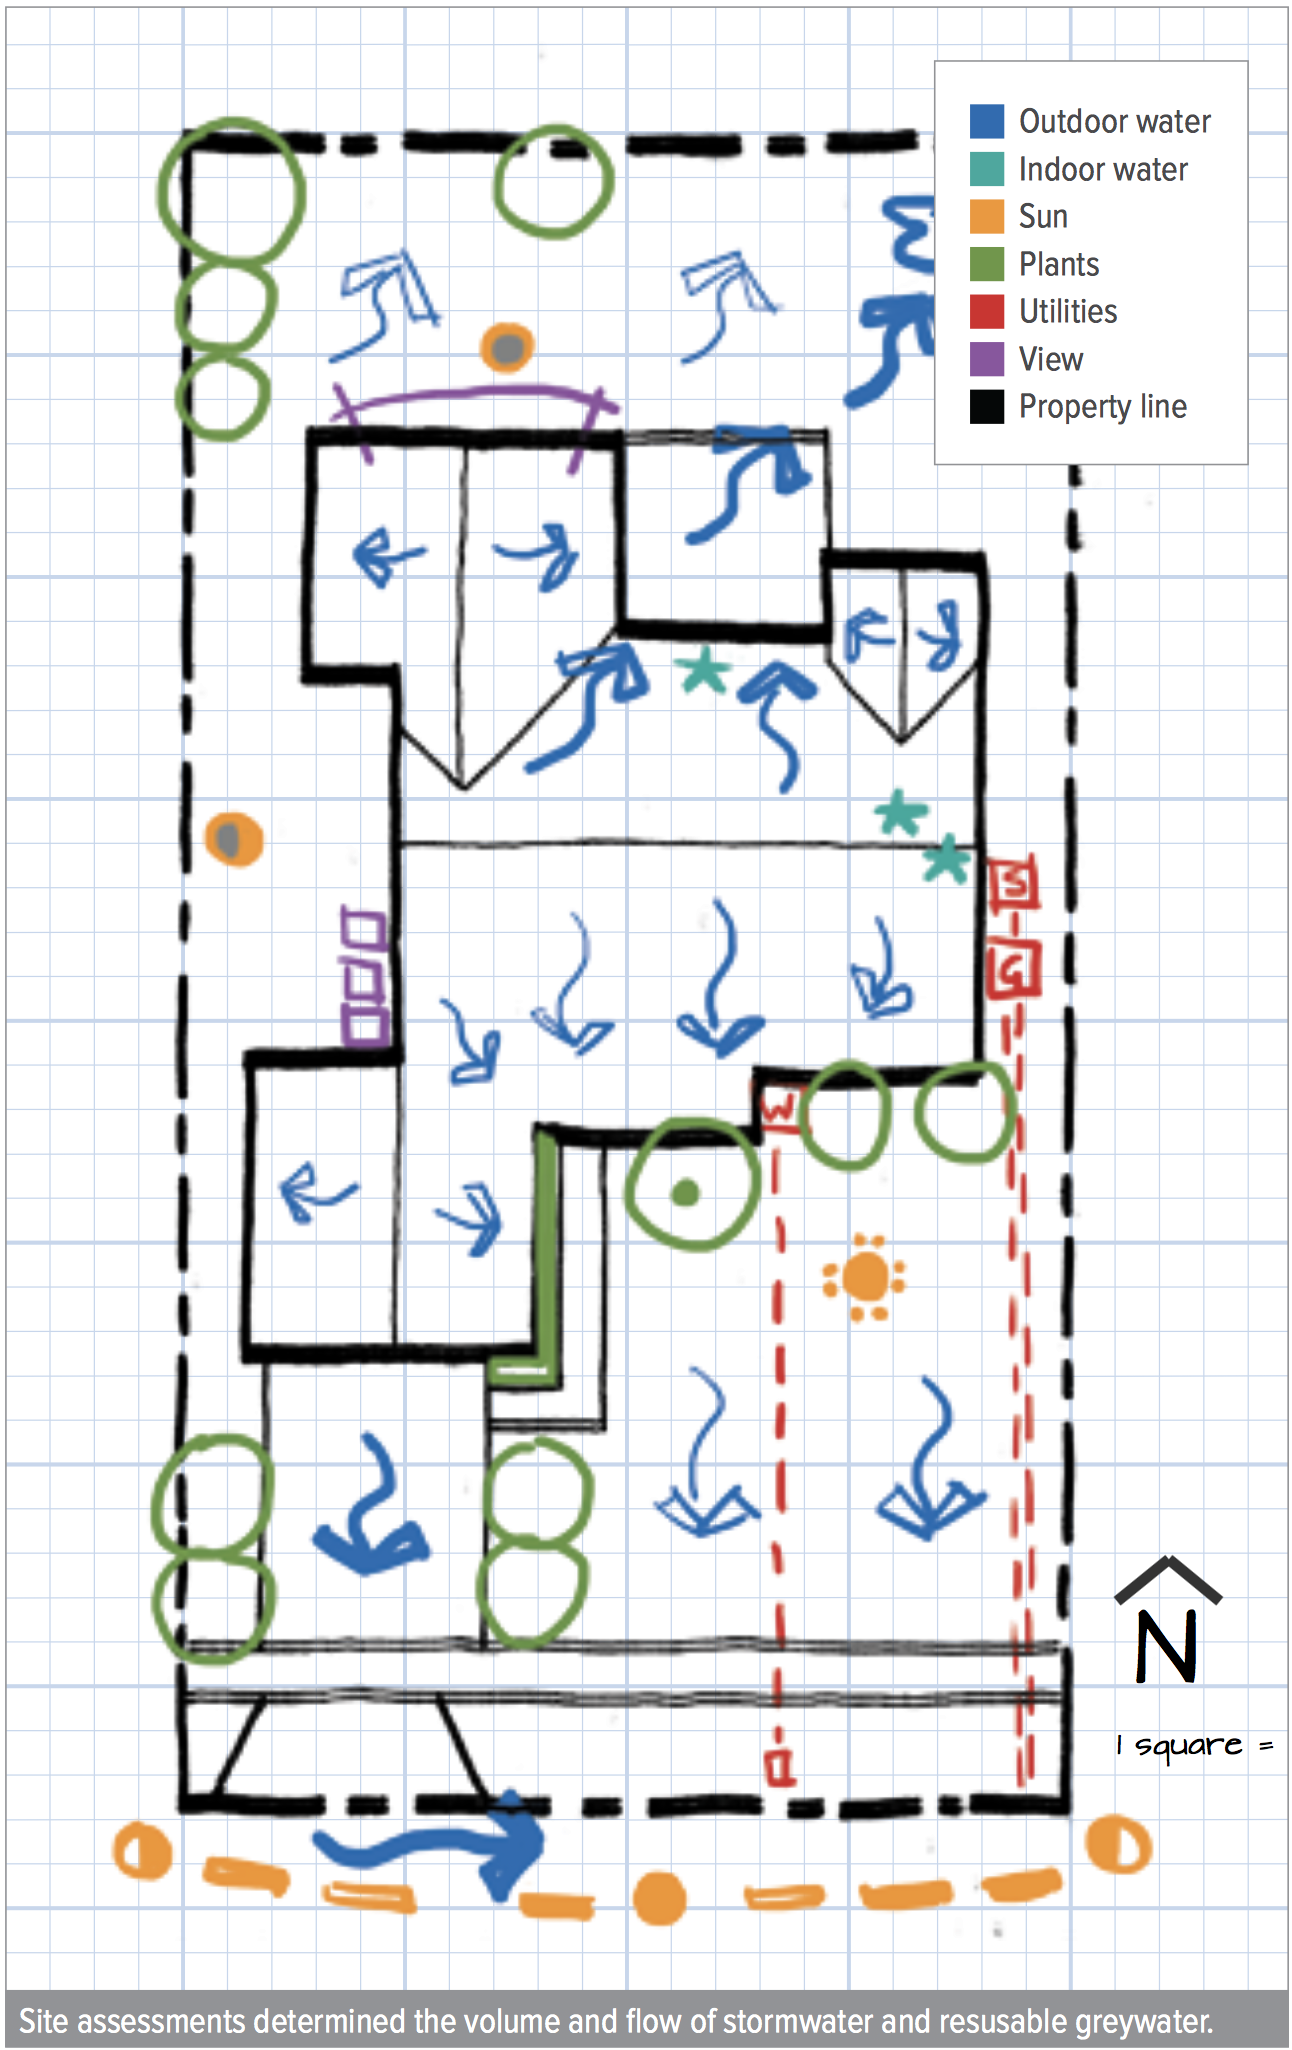 Outdoor water
Indoor water
Sun
Plants
Utilities
View
Property line
S
G
W
N
1 square =
Site assessments determined the volume and flow of stormwater and resusable greywater.